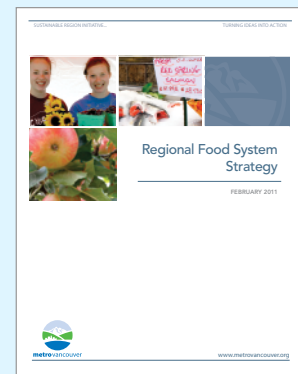 SUSTAINABLE REGION INITIATIVE...
TURNING IDEAS INTO ACTION
Regional Food System
Strategy
FEBRUARY 2011
metrovancouver
www.metrovancouver.org